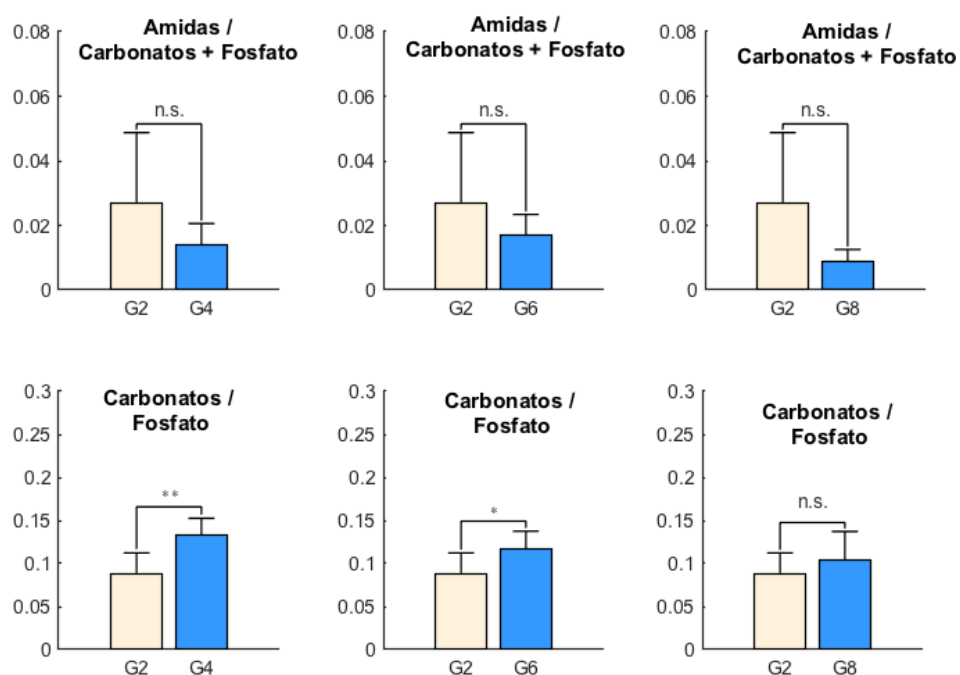 Amidas /
Carbonatos + Fosfato
0.08
0.06
0.04
0.02
0
n.s.
G2 G4
Amidas /
Carbonatos + Fosfato
0.08
0.06
0.04
0.02
0
n.s.
G2 G6
Amidas /
Carbonatos + Fosfato
0.08
0.06
0.04
0.02
0
n.s.
G2 G8
Carbonatos /
Fosfato
0.3
0.25
0.2
0.15
0.1
0.05
0
**
G2 G4
Carbonatos /
Fosfato
0.3
0.25
0.2
0.15
0.1
0.05
0
*
G2 G6
Carbonatos /
Fosfato
0.3
0.25
0.2
0.15
0.1
0.05
0
n.s.
G2 G8